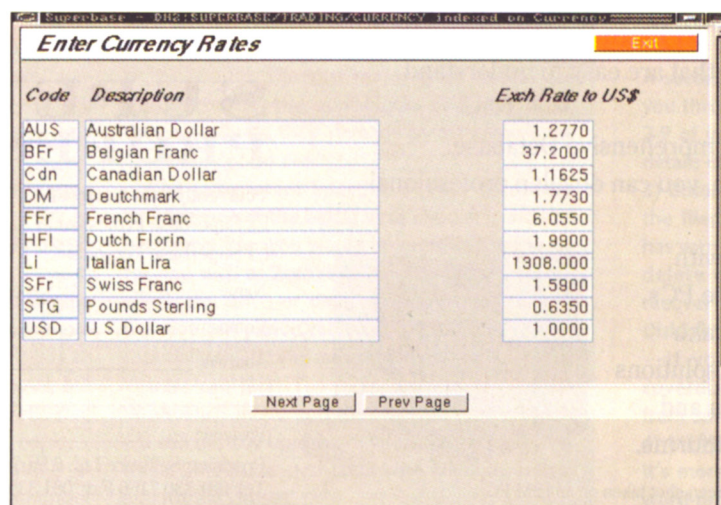 Superbase - DH3:SUPERBASE/TRADING/CURRENCY Indexed on Currency
Enter Currency Rates
Exit
Code Description Exch Rate to US$
AUS Australian Dollar 1.2770
BFr Belgian Franc 37.2000
Cdn Canadian Dollar 1.1625
DM Deutchmark 1.7730
FFr French Franc 6.0550
HFl Dutch Florin 1.9900
Li Italian Lira 1308.000
SFr Swiss Franc 1.5900
STG Pounds Sterling 0.6350
USD U S Dollar 1.0000
Next Page Prev Page